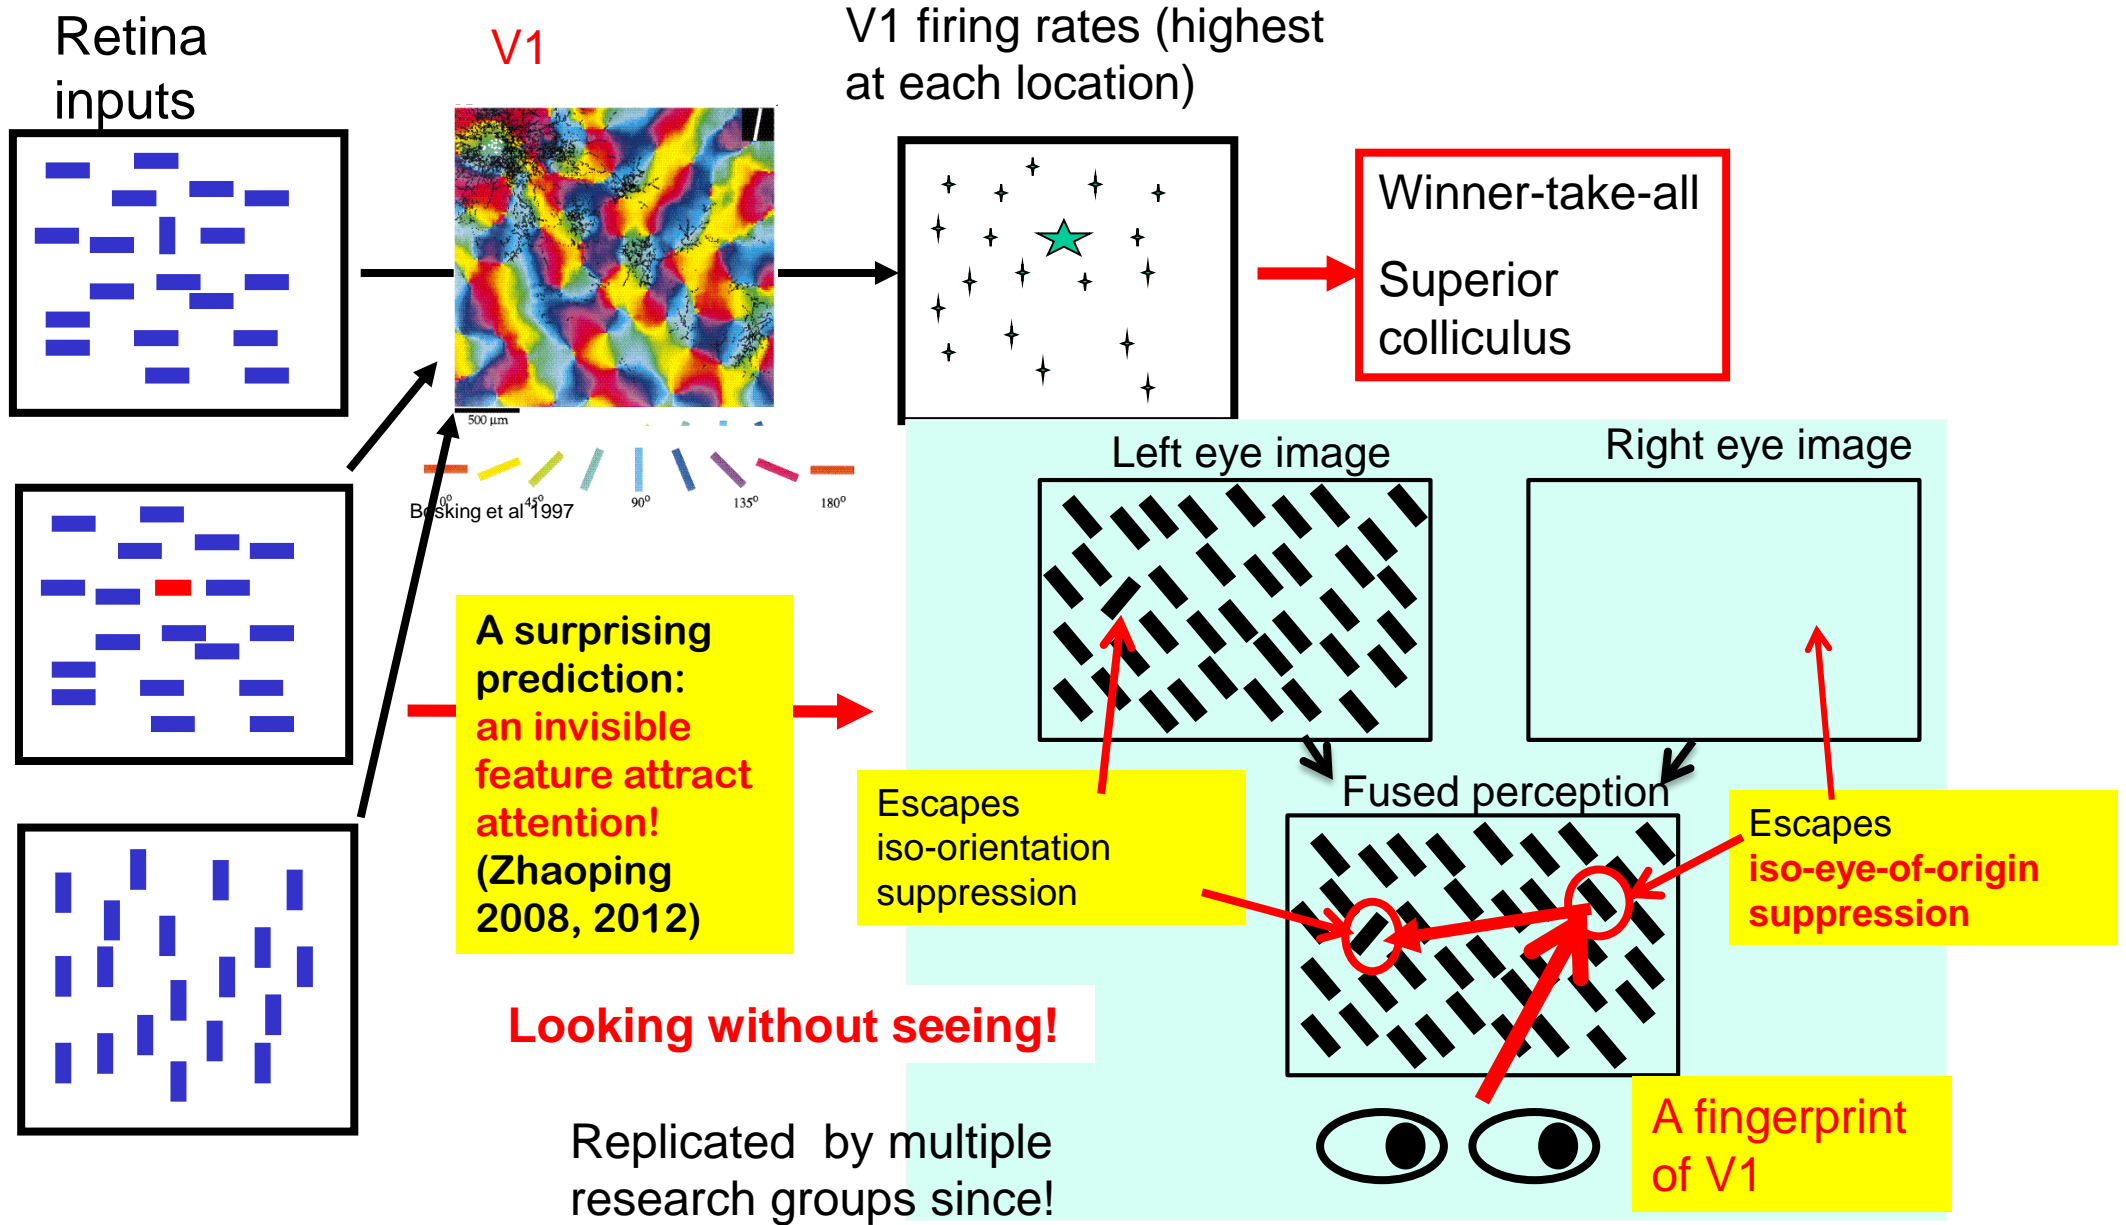 Retina
inputs
V1
V1 firing rates (highest
at each location)
Winner-take-all
Superior
colliculus
500 µm
0°
45°
90°
135°
180°
Bosking et al 1997
Left eye image
Right eye image
A surprising
prediction:
an invisible
feature attract
attention!
(Zhaoping
2008, 2012)
Escapes
iso-orientation
suppression
Fused perception
Escapes
iso-eye-of-origin
suppression
Looking without seeing!
Replicated by multiple
research groups since!
A fingerprint
of V1